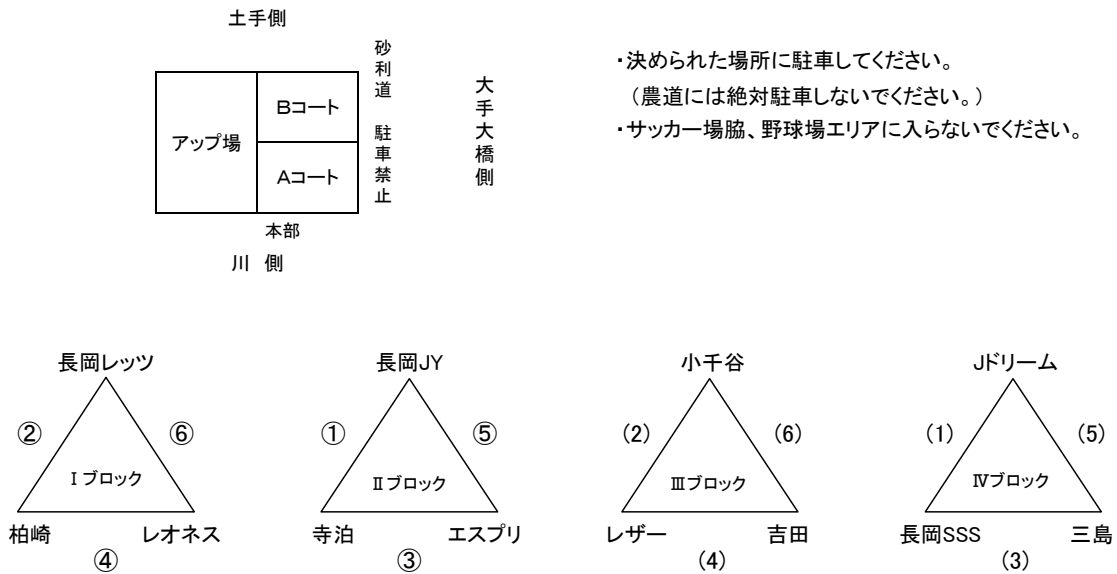 土手側
砂利道 駐車禁止
大手大橋側
アップ場
Bコート
Aコート
本部
川 側
・決められた場所に駐車してください。
（農道には絶対駐車しないでください。）
・サッカー場脇、野球場エリアに入らないでください。
長岡レッツ
②
⑥
Ⅰブロック
柏崎
レオネス
④
長岡JY
①
⑤
Ⅱブロック
寺泊
エスプリ
③
小千谷
(2)
(6)
Ⅲブロック
レザー
吉田
(4)
Jドリーム
(1)
(5)
Ⅳブロック
長岡SSS
三島
(3)